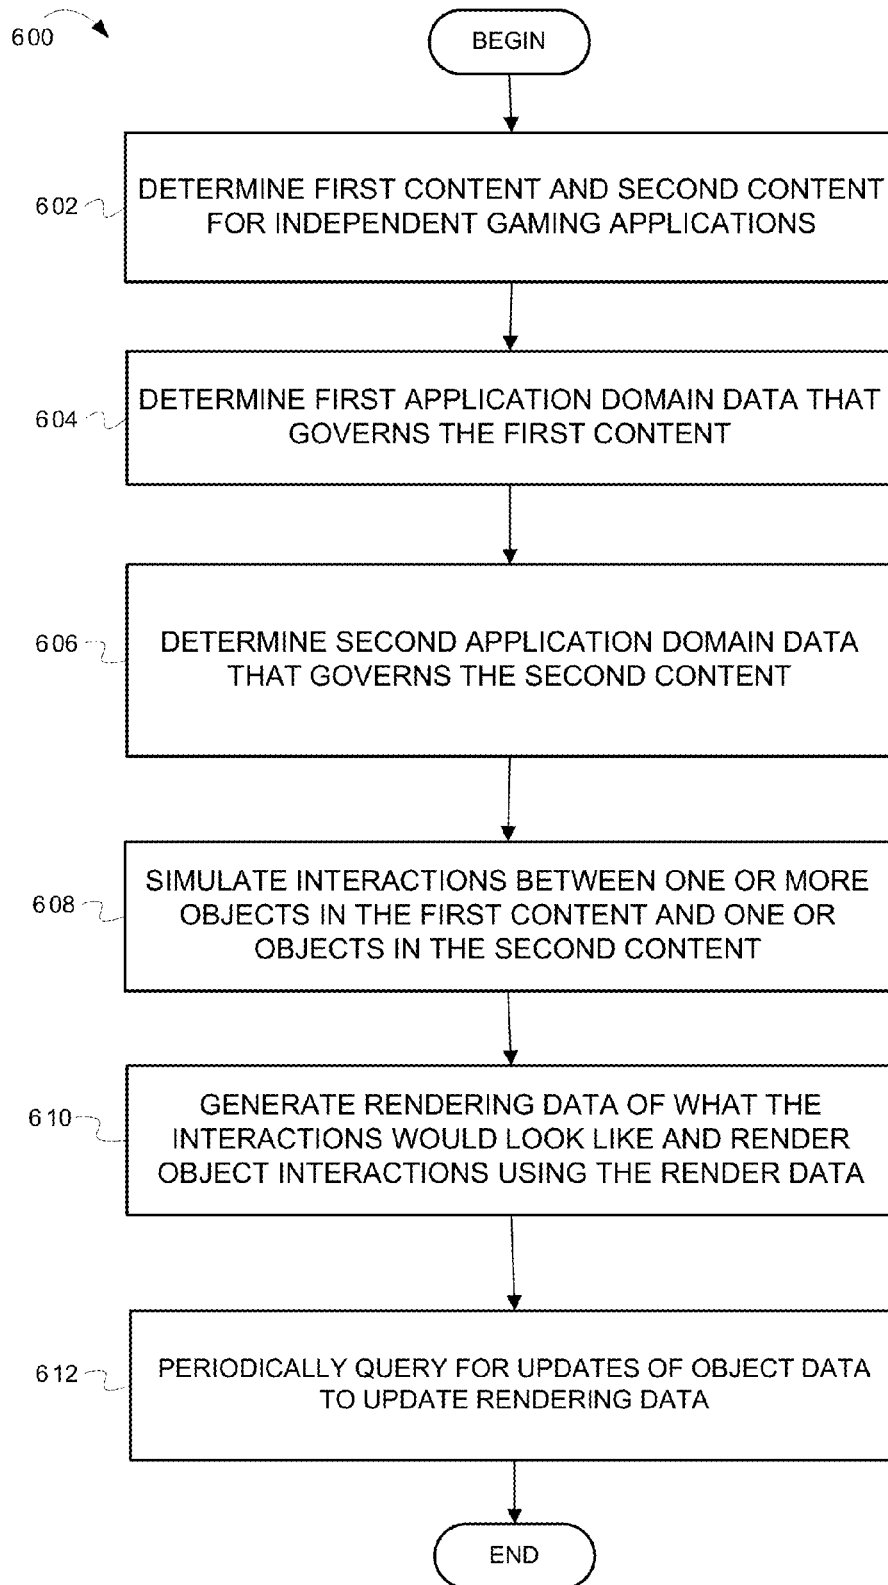 600
BEGIN
602
DETERMINE FIRST CONTENT AND SECOND CONTENT
FOR INDEPENDENT GAMING APPLICATIONS
604
DETERMINE FIRST APPLICATION DOMAIN DATA THAT
GOVERNS THE FIRST CONTENT
606
DETERMINE SECOND APPLICATION DOMAIN DATA
THAT GOVERNS THE SECOND CONTENT
608
SIMULATE INTERACTIONS BETWEEN ONE OR MORE
OBJECTS IN THE FIRST CONTENT AND ONE OR
OBJECTS IN THE SECOND CONTENT
610
GENERATE RENDERING DATA OF WHAT THE
INTERACTIONS WOULD LOOK LIKE AND RENDER
OBJECT INTERACTIONS USING THE RENDER DATA
612
PERIODICALLY QUERY FOR UPDATES OF OBJECT DATA
TO UPDATE RENDERING DATA
END